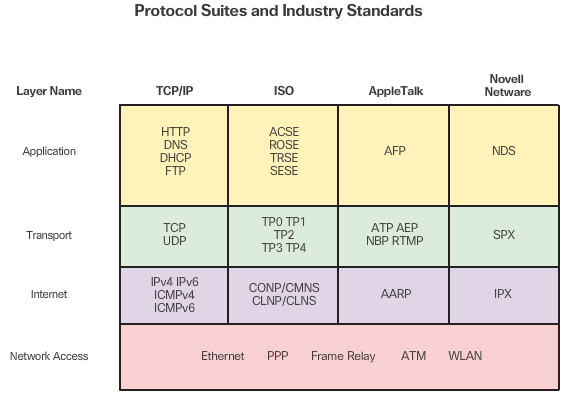 Protocol Suites and Industry Standards
Layer Name TCP/IP ISO AppleTalk Novell Netware
Application
HTTP
DNS
DHCP
FTP
ACSE
ROSE
TRSE
SESE
AFP
NDS
Transport
TCP
UDP
TP0 TP1
TP2
TP3 TP4
ATP AEP
NBP RTMP
SPX
Internet
IPv4 IPv6
ICMPv4
ICMPv6
CONP/CMNS
CLNP/CLNS
AARP
IPX
Network Access
Ethernet PPP Frame Relay ATM WLAN